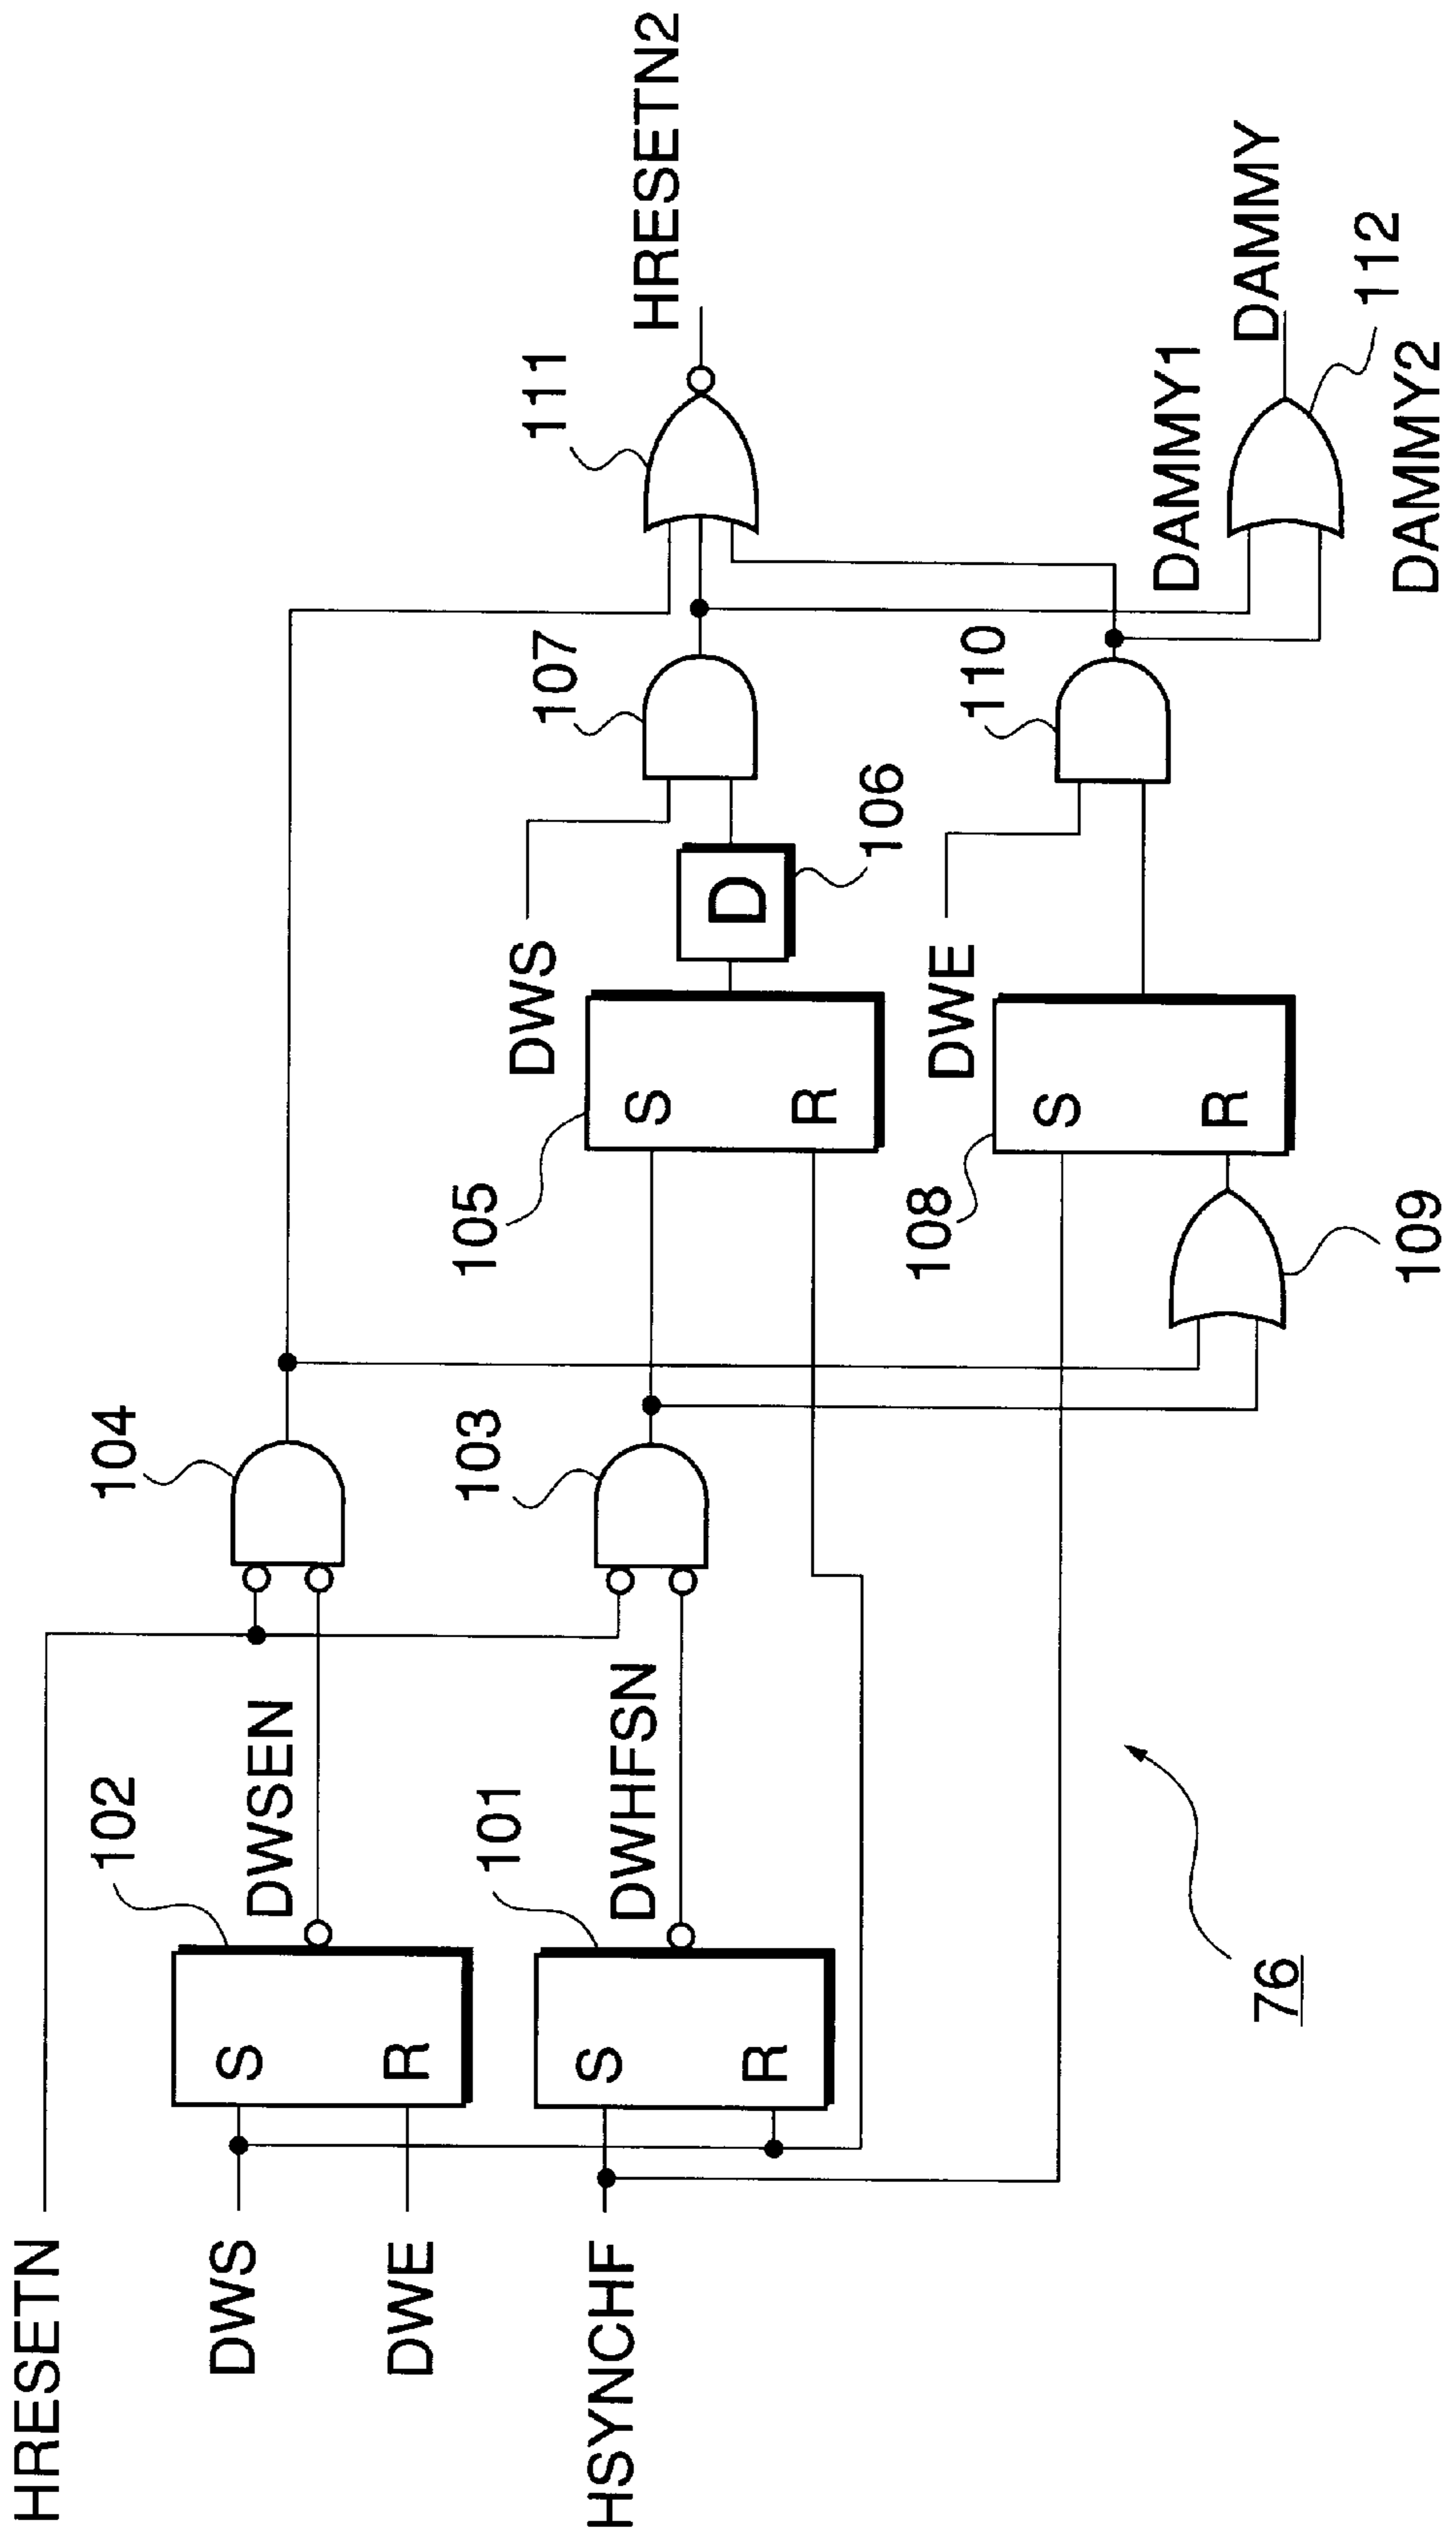 HRESETN
DWS
DWE
HSYNCHF
102
S
R
DWSEN
101
S
R
DWHFSN
104
103
105
S
R
DWS
D
106
107
108
S
R
109
DWE
110
111
HRESETN2
DAMMY1
DAMMY2
DAMMY
112
76